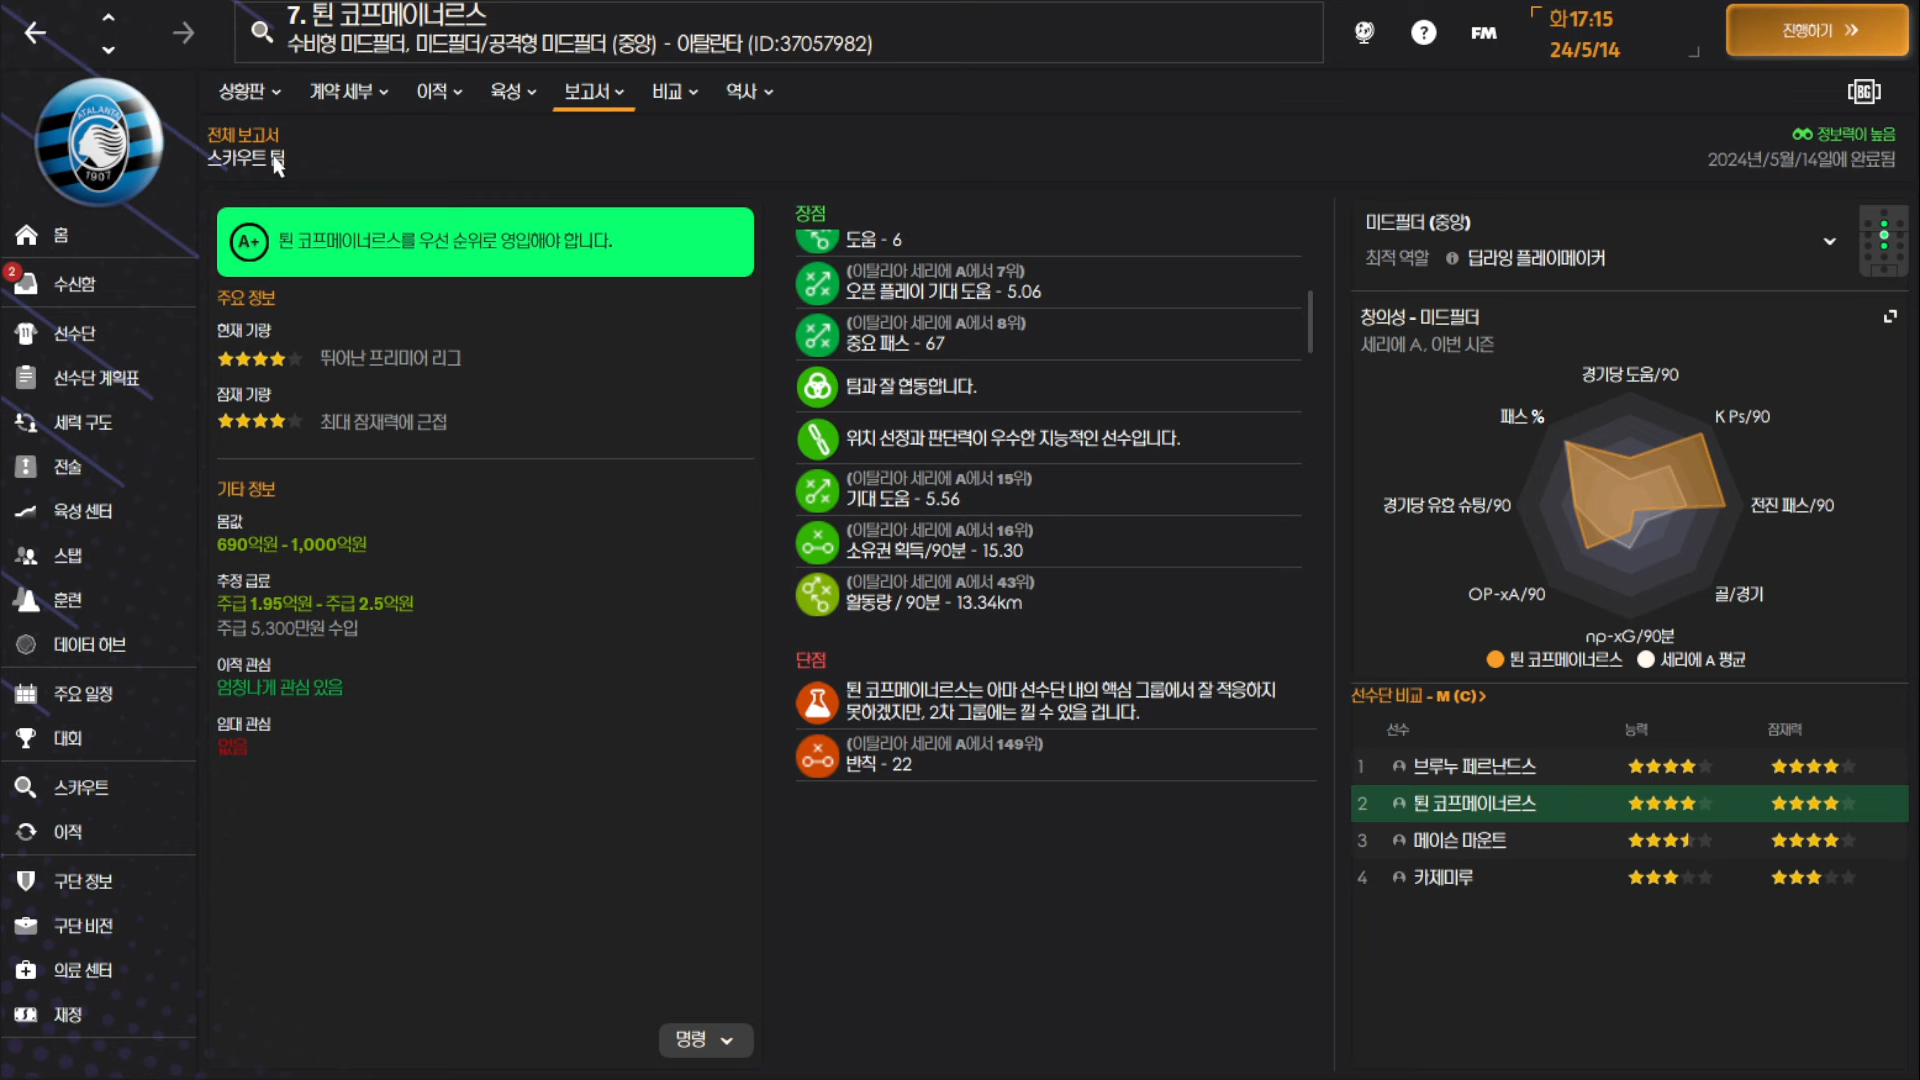 7. 퇸 코프메이너르스
수비형 미드필더, 미드필더/공격형 미드필더 (중앙) - 아탈란타 (ID:37057982)
FM
화17:15
24/5/14
진행하기
상황판
계약 세부
이적
육성
보고서
비교
역사
BG
전체 보고서
스카우트 팀
정보력이 높음
2024년/5월/14일에 완료됨
ATALANTA
1907
홈
2
수신함
선수단
선수단 계획표
세력 구도
전술
육성 센터
스탭
훈련
데이터 허브
주요 일정
대회
스카우트
이적
구단 정보
구단 비전
의료 센터
재정
A+ 퇸 코프메이너르스를 우선 순위로 영입해야 합니다.
주요 정보
현재 기량
뛰어난 프리미어 리그
잠재 기량
최대 잠재력에 근접
기타 정보
몸값
690억원 - 1,000억원
추정 급료
주급 1.95억원 - 주급 2.5억원
주급 5,300만원 수입
이적 관심
엄청나게 관심 있음
임대 관심
없음
명령
장점
도움 - 6
(이탈리아 세리에 A에서 7위)
오픈 플레이 기대 도움 - 5.06
(이탈리아 세리에 A에서 8위)
중요 패스 - 67
팀과 잘 협동합니다.
위치 선정과 판단력이 우수한 지능적인 선수입니다.
(이탈리아 세리에 A에서 15위)
기대 도움 - 5.56
(이탈리아 세리에 A에서 16위)
소유권 획득/90분 - 15.30
(이탈리아 세리에 A에서 43위)
활동량 / 90분 - 13.34km
단점
퇸 코프메이너르스는 아마 선수단 내의 핵심 그룹에서 잘 적응하지
못하겠지만, 2차 그룹에는 낄 수 있을 겁니다.
(이탈리아 세리에 A에서 149위)
반칙 - 22
미드필더 (중앙)
최적 역할 딥라잉 플레이메이커
창의성 - 미드필더
세리에 A, 이번 시즌
경기당 도움/90
패스 %
K Ps/90
경기당 유효 슈팅/90
전진 패스/90
OP-xA/90
골/경기
np-xG/90분
퇸 코프메이너르스
세리에 A 평균
선수단 비교 - M (C)
선수
능력
잠재력
1 브루누 페르난드스
2 퇸 코프메이너르스
3 메이슨 마운트
4 카제미루